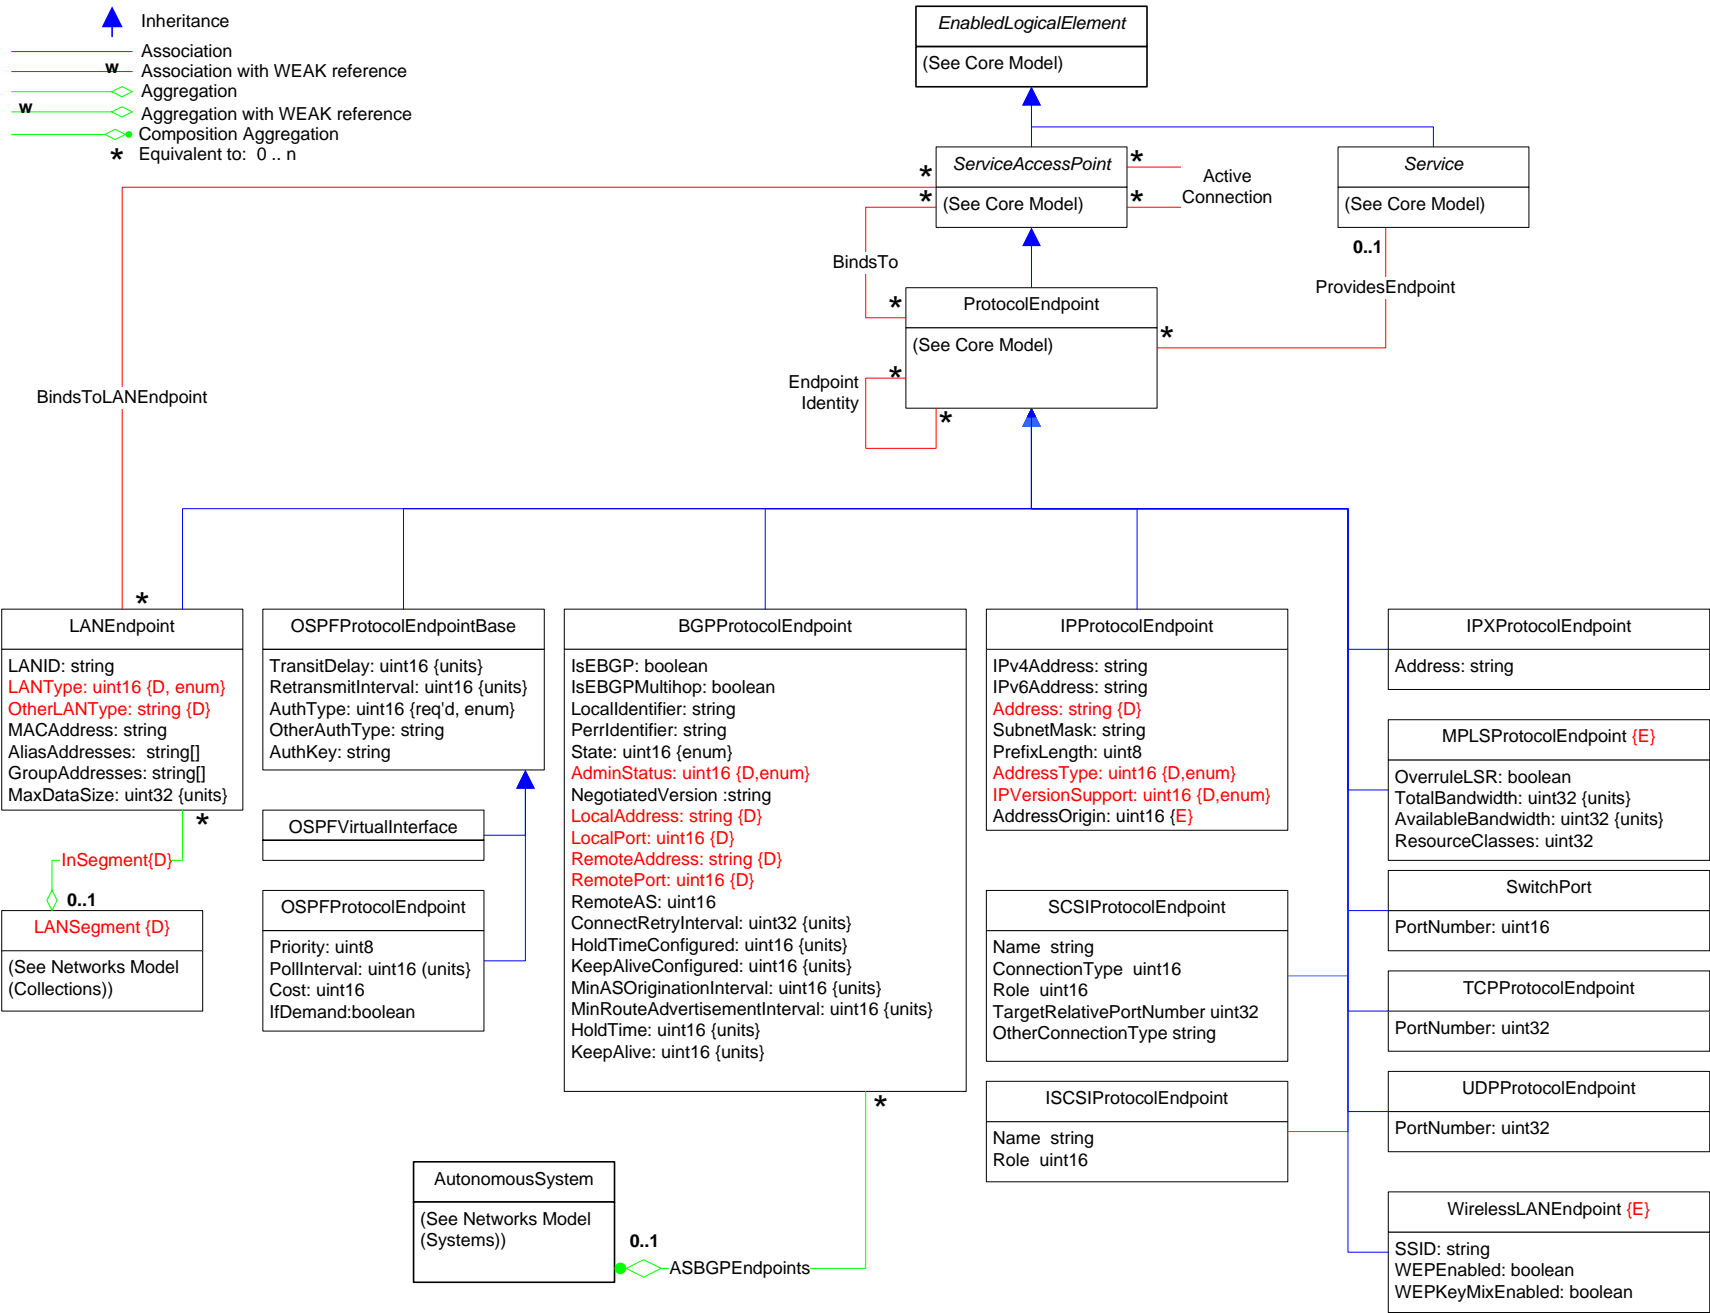 Inheritance
Association
w
Association with WEAK reference
Aggregation
w
Aggregation with WEAK reference
Composition Aggregation
* Equivalent to: 0 .. n
EnabledLogicalElement
(See Core Model)
ServiceAccessPoint
(See Core Model)
*
*
*
*
Active
Connection
Service
(See Core Model)
0..1
ProvidesEndpoint
*
BindsTo
*
ProtocolEndpoint
(See Core Model)
*
Endpoint
Identity
*
BindsToLANEndpoint
*
LANEndpoint
LANID: string
LANType: uint16 {D, enum}
OtherLANType: string {D}
MACAddress: string
AliasAddresses: string[]
GroupAddresses: string[]
MaxDataSize: uint32 {units}
*
InSegment{D}
0..1
LANSegment {D}
(See Networks Model
(Collections))
OSPFProtocolEndpointBase
TransitDelay: uint16 {units}
RetransmitInterval: uint16 {units}
AuthType: uint16 {req'd, enum}
OtherAuthType: string
AuthKey: string
OSPFVirtualInterface
OSPFProtocolEndpoint
Priority: uint8
PollInterval: uint16 (units}
Cost: uint16
IfDemand:boolean
BGPProtocolEndpoint
IsEBGP: boolean
IsEBGPMultihop: boolean
LocalIdentifier: string
PerrIdentifier: string
State: uint16 {enum}
AdminStatus: uint16 {D,enum}
NegotiatedVersion :string
LocalAddress: string {D}
LocalPort: uint16 {D}
RemoteAddress: string {D}
RemotePort: uint16 {D}
RemoteAS: uint16
ConnectRetryInterval: uint32 {units}
HoldTimeConfigured: uint16 {units}
KeepAliveConfigured: uint16 {units}
MinASOriginationInterval: uint16 {units}
MinRouteAdvertisementInterval: uint16 {units}
HoldTime: uint16 {units}
KeepAlive: uint16 {units}
*
AutonomousSystem
(See Networks Model
(Systems))
0..1
ASBGPEndpoints
IPProtocolEndpoint
IPv4Address: string
IPv6Address: string
Address: string {D}
SubnetMask: string
PrefixLength: uint8
AddressType: uint16 {D,enum}
IPVersionSupport: uint16 {D,enum}
AddressOrigin: uint16 {E}
SCSIProtocolEndpoint
Name string
ConnectionType uint16
Role uint16
TargetRelativePortNumber uint32
OtherConnectionType string
ISCSIProtocolEndpoint
Name string
Role uint16
IPXProtocolEndpoint
Address: string
MPLSProtocolEndpoint {E}
OverruleLSR: boolean
TotalBandwidth: uint32 {units}
AvailableBandwidth: uint32 {units}
ResourceClasses: uint32
SwitchPort
PortNumber: uint16
TCPProtocolEndpoint
PortNumber: uint32
UDPProtocolEndpoint
PortNumber: uint32
WirelessLANEndpoint {E}
SSID: string
WEPEnabled: boolean
WEPKeyMixEnabled: boolean